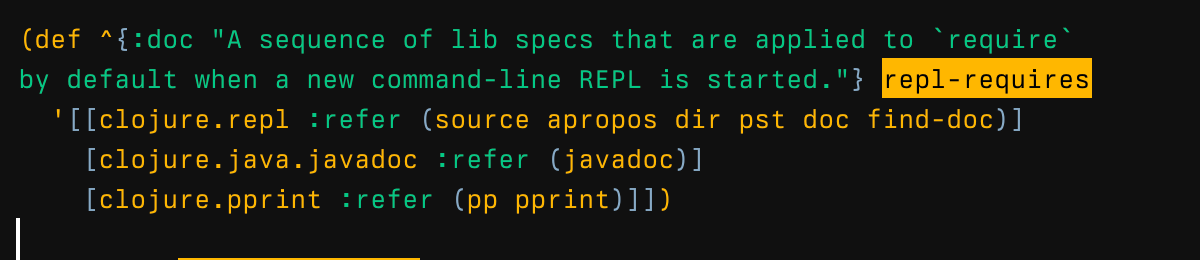 (def ^{:doc "A sequence of lib specs that are applied to `require`
by default when a new command-line REPL is started."} repl-requires
  '[[clojure.repl :refer (source apropos dir pst doc find-doc)]
    [clojure.java.javadoc :refer (javadoc)]
    [clojure.pprint :refer (pp pprint)]])